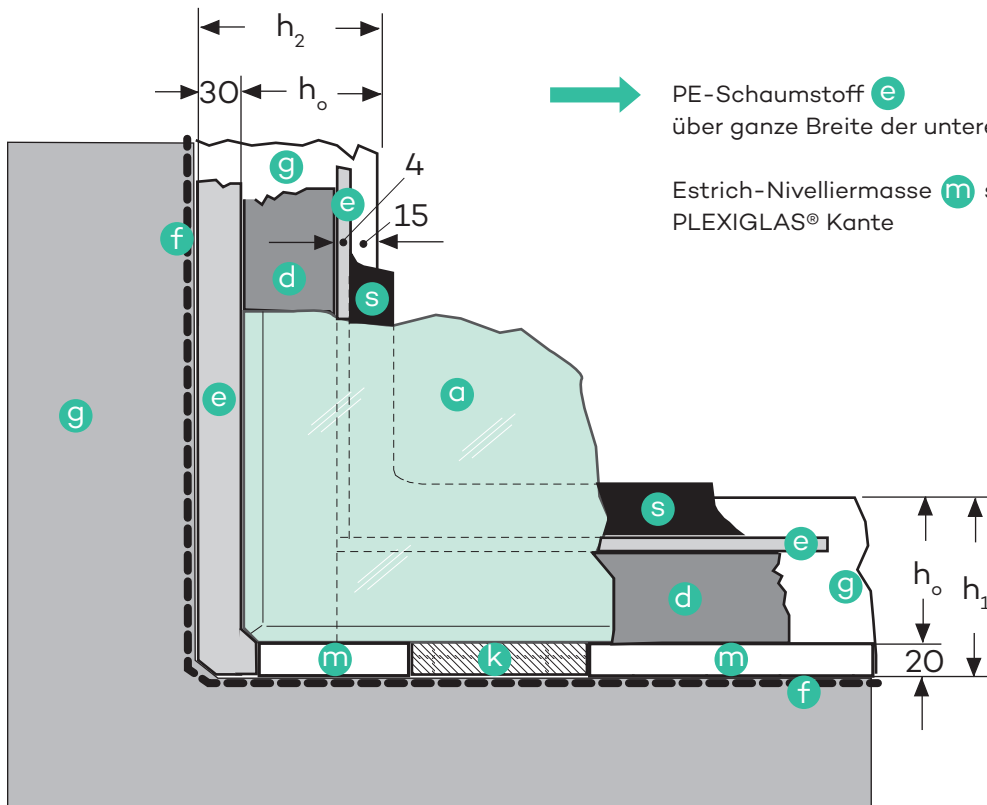 h2
30 ho
PE-Schaumstoff e
über ganze Breite der untere
Estrich-Nivelliermasse m s
PLEXIGLAS® Kante
g
4
e
15
f
d
s
a
e
g
s
e
g
ho
h1
d
m
k
m
20
f